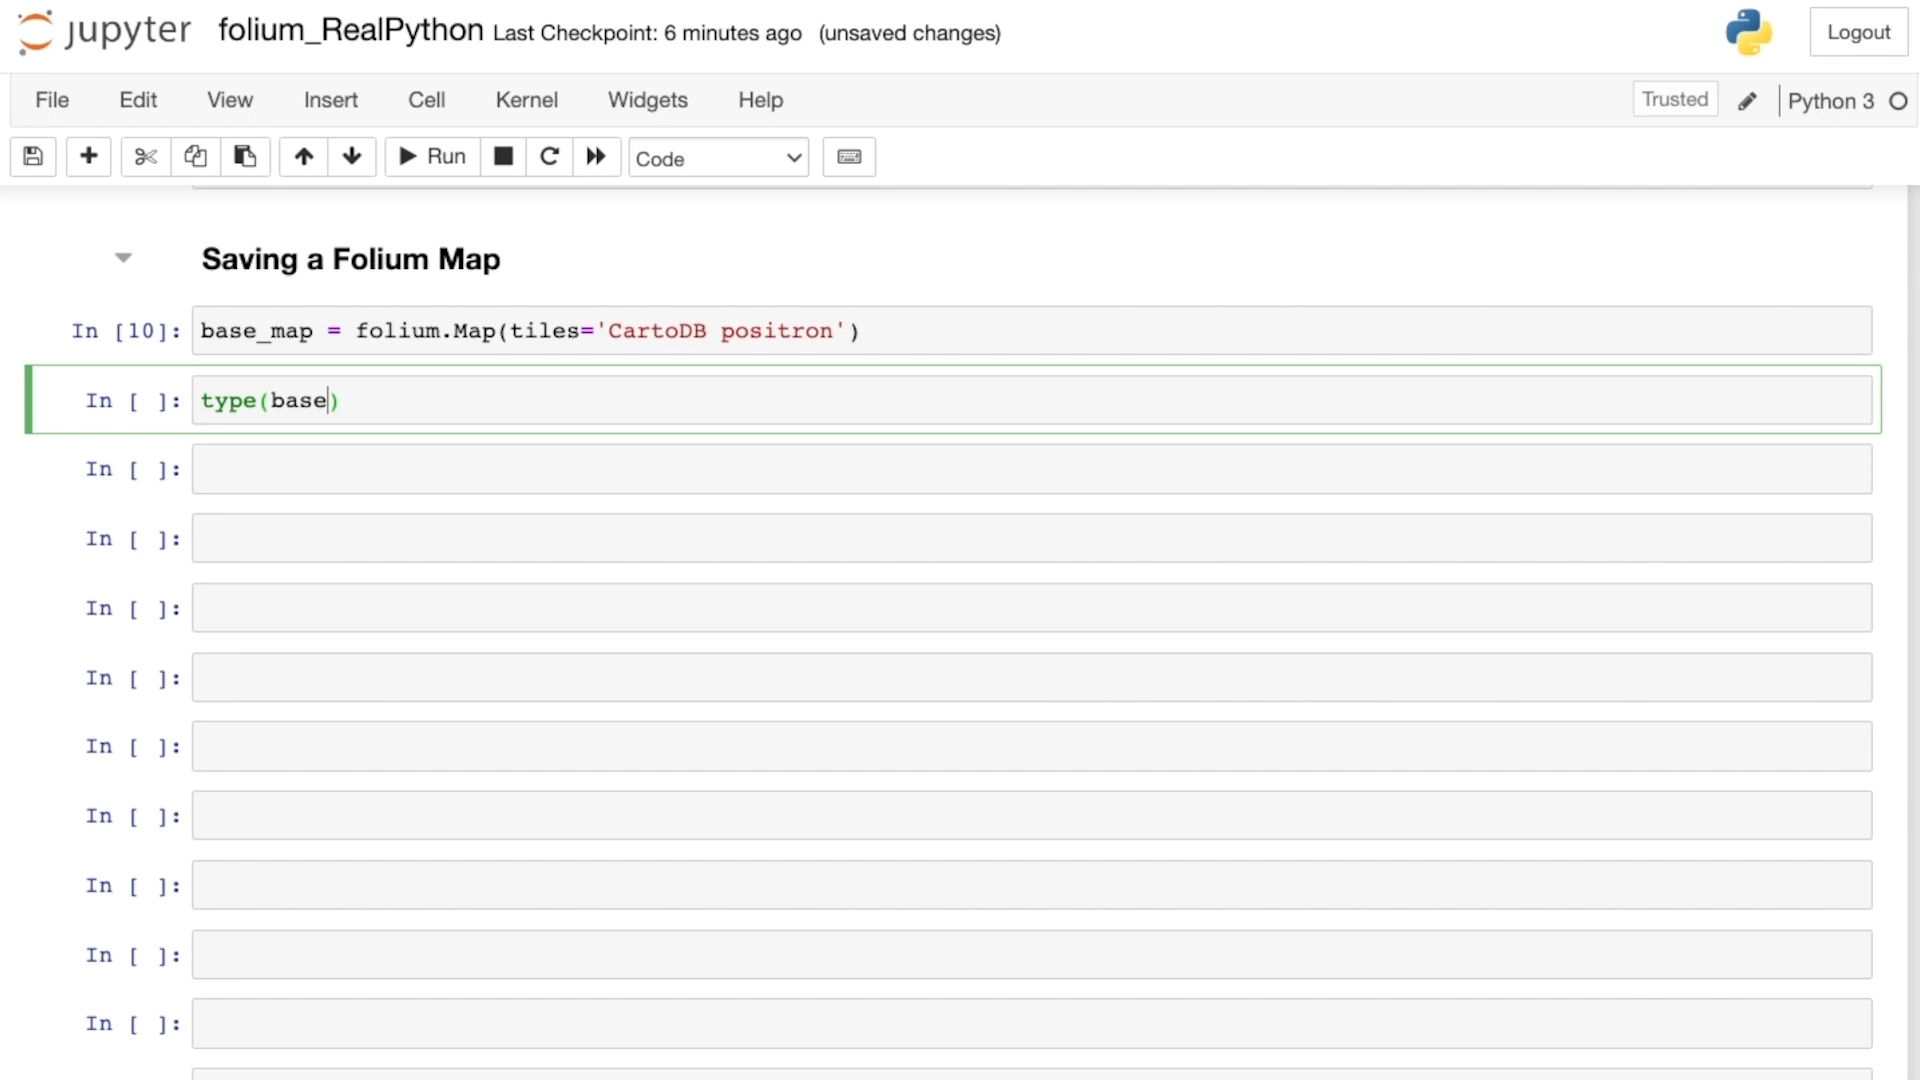 jupyter folium_RealPython Last Checkpoint: 6 minutes ago (unsaved changes) Logout
File Edit View Insert Cell Kernel Widgets Help Trusted Python 3
Run Code
Saving a Folium Map
In [10]: base_map = folium.Map(tiles='CartoDB positron')
In [ ]: type(base)
In [ ]:
In [ ]:
In [ ]:
In [ ]:
In [ ]:
In [ ]:
In [ ]:
In [ ]:
In [ ]: